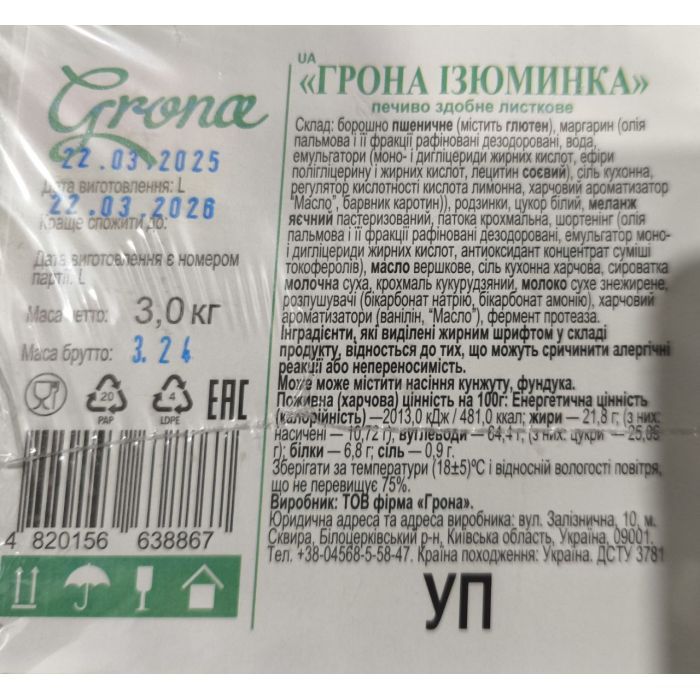 Grona
22.03.2025
Дата виготовлення: L
22.03.2026
Краще спожити до:
Дата виготовлення є номером
партії: L
Маса нетто: 3,0 кг
Маса брутто: 3.24
20
PAP
4
LDPE
EAC
4 820156 638867
UA
«ГРОНА ІЗЮМИНКА»
печиво здобне листкове
Склад: борошно пшеничне (містить глютен), маргарин (олія
пальмова і її фракції рафіновані дезодоровані, вода,
емульгатори (моно- і дигліцериди жирних кислот, ефіри
полігліцерину і жирних кислот, лецитин соєвий), сіль кухонна,
регулятор кислотності кислота лимонна, харчовий ароматизатор
"Масло", барвник каротин)), родзинки, цукор білий, меланж
яєчний пастеризований, патока крохмальна, шортенінг (олія
пальмова і її фракції рафіновані дезодоровані, емульгатор моно-
і дигліцериди жирних кислот, антиоксидант концентрат суміші
токоферолів), масло вершкове, сіль кухонна харчова, сироватка
молочна суха, крохмаль кукурудзяний, молоко сухе знежирене,
розпушувачі (бікарбонат натрію, бікарбонат амонію), харчовий
ароматизатори (ванілін, "Масло"), фермент протеаза.
Інгредієнти, які виділені жирним шрифтом у складі
продукту, відносться до тих, що можуть сричинити алергічні
реакції або непереносимість.
Може може містити насіння кунжуту, фундука.
Поживна (харчова) цінність на 100г: Енергетична цінність
(калорійність) —2013,0 кДж / 481,0 ккал; жири — 21,8 г; (з них:
насичені — 10,72 г); вуглеводи — 64,4 г; (з них: цукри — 25,05
г); білки — 6,8 г; сіль — 0,9 г.
Зберігати за температури (18±5)ºС і відносній вологості повітря,
що не перевищує 75%.
Виробник: ТОВ фірма «Грона».
Юридична адреса та адреса виробника: вул. Залізнична, 10, м.
Сквира, Білоцерківський р-н, Київська область, Україна, 09001.
Тел. +38-04568-5-58-47. Країна походження: Україна. ДСТУ 3781
УП